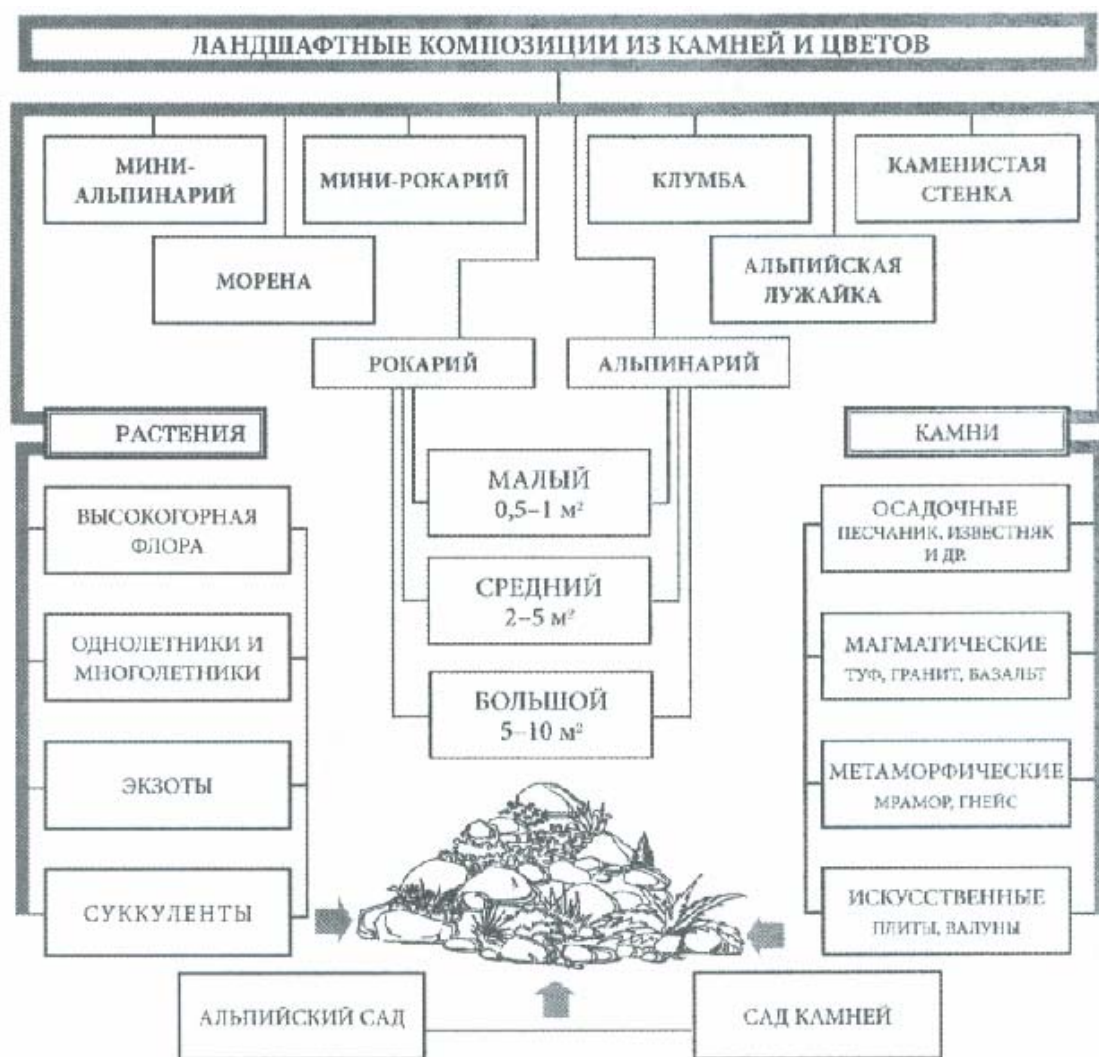 ЛАНДШАФТНЫЕ КОМПОЗИЦИИ ИЗ КАМНЕЙ И ЦВЕТОВ
МИНИ-
АЛЬПИНАРИЙ
МИНИ-РОКАРИЙ
КЛУМБА
КАМЕНИСТАЯ
СТЕНКА
МОРЕНА
АЛЬПИЙСКАЯ
ЛУЖАЙКА
РОКАРИЙ
АЛЬПИНАРИЙ
РАСТЕНИЯ
КАМНИ
МАЛЫЙ
0,5–1 м²
СРЕДНИЙ
2–5 м²
БОЛЬШОЙ
5–10 м²
ВЫСОКОГОРНАЯ
ФЛОРА
ОДНОЛЕТНИКИ И
МНОГОЛЕТНИКИ
ЭКЗОТЫ
СУККУЛЕНТЫ
ОСАДОЧНЫЕ
ПЕСЧАНИК, ИЗВЕСТНЯК
И ДР.
МАГМАТИЧЕСКИЕ
ТУФ, ГРАНИТ, БАЗАЛЬТ
МЕТАМОРФИЧЕСКИЕ
МРАМОР, ГНЕЙС
ИСКУССТВЕННЫЕ
ПЛИТЫ, ВАЛУНЫ
АЛЬПИЙСКИЙ САД
САД КАМНЕЙ